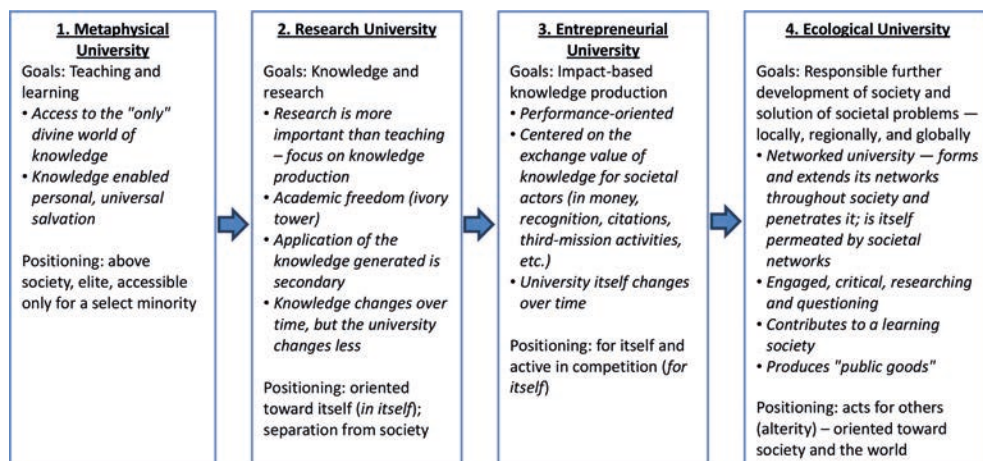 1. Metaphysical
University
Goals: Teaching and
learning
• Access to the "only"
divine world of
knowledge
• Knowledge enabled
personal, universal
salvation
Positioning: above
society, elite, accessible
only for a select minority
2. Research University
Goals: Knowledge and
research
• Research is more
important than teaching
– focus on knowledge
production
• Academic freedom (ivory
tower)
• Application of the
knowledge generated is
secondary
• Knowledge changes over
time, but the university
changes less
Positioning: oriented
toward itself (in itself);
separation from society
3. Entrepreneurial
University
Goals: Impact-based
knowledge production
• Performance-oriented
• Centered on the
exchange value of
knowledge for societal
actors (in money,
recognition, citations,
third-mission activities,
etc.)
• University itself changes
over time
Positioning: for itself and
active in competition (for
itself)
4. Ecological University
Goals: Responsible further
development of society and
solution of societal problems —
locally, regionally, and globally
• Networked university — forms
and extends its networks
throughout society and
penetrates it; is itself
permeated by societal
networks
• Engaged, critical, researching
and questioning
• Contributes to a learning
society
• Produces "public goods"
Positioning: acts for others
(alterity) – oriented toward
society and the world